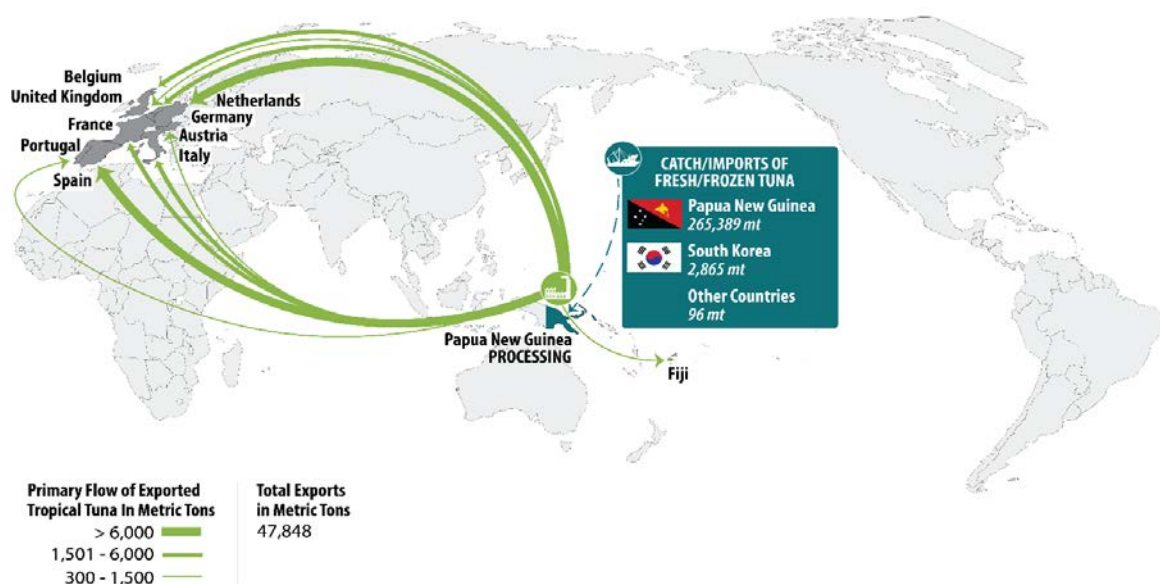 Belgium
United Kingdom
France
Portugal
Spain
Netherlands
Germany
Austria
Italy
CATCH/IMPORTS OF
FRESH/FROZEN TUNA
Papua New Guinea
265,389 mt
South Korea
2,865 mt
Other Countries
96 mt
Papua New Guinea
PROCESSING
Fiji
Primary Flow of Exported
Tropical Tuna In Metric Tons
> 6,000
1,501 - 6,000
300 - 1,500
Total Exports
in Metric Tons
47,848